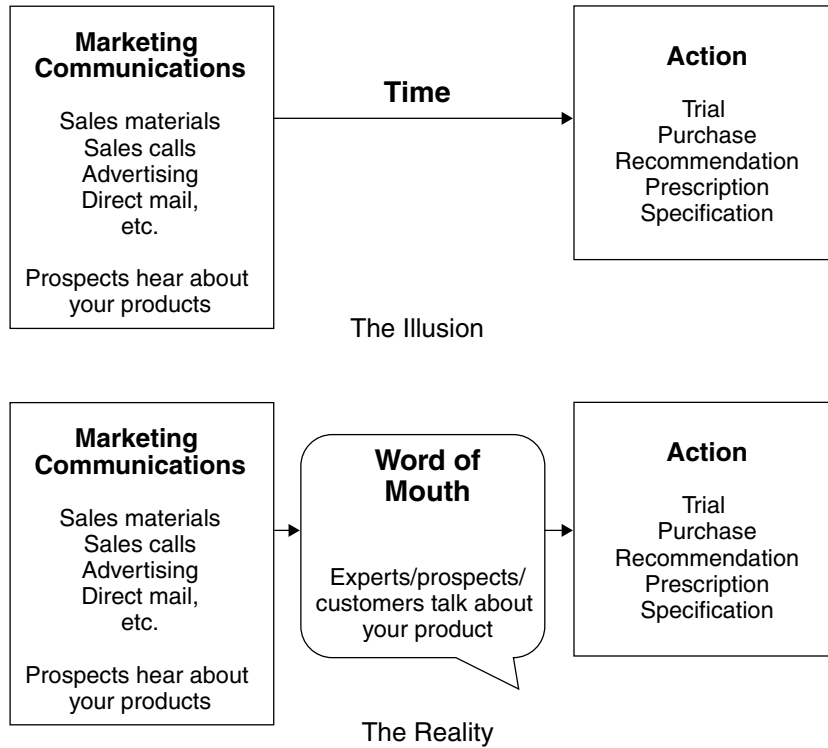 Marketing
Communications
Sales materials
Sales calls
Advertising
Direct mail,
etc.
Prospects hear about
your products
Time
Action
Trial
Purchase
Recommendation
Prescription
Specification
The Illusion
Marketing
Communications
Sales materials
Sales calls
Advertising
Direct mail,
etc.
Prospects hear about
your products
Word of
Mouth
Experts/prospects/
customers talk about
your product
Action
Trial
Purchase
Recommendation
Prescription
Specification
The Reality